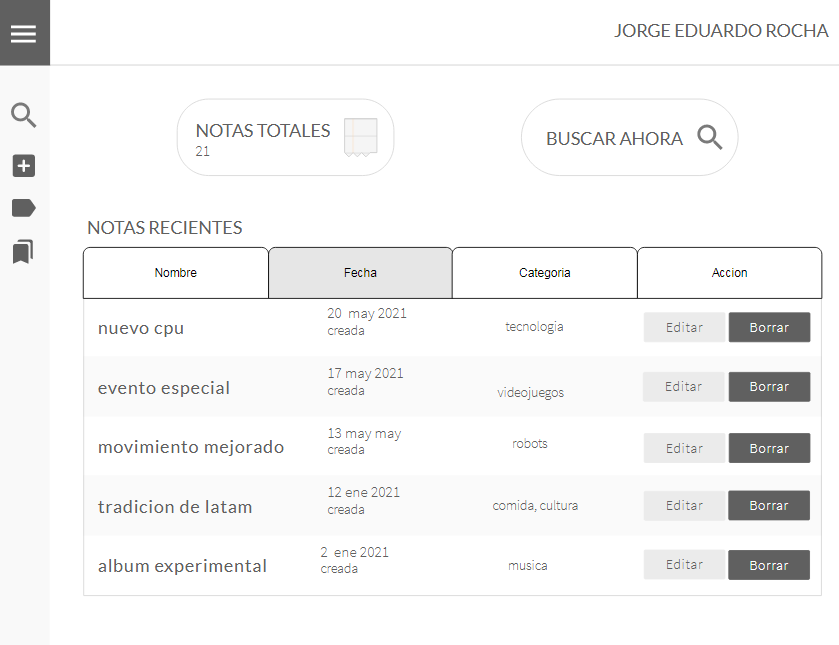 JORGE EDUARDO ROCHA
NOTAS TOTALES
21
BUSCAR AHORA
NOTAS RECIENTES
Nombre Fecha Categoria Accion
nuevo cpu 20 may 2021 creada tecnologia Editar Borrar
evento especial 17 may 2021 creada videojuegos Editar Borrar
movimiento mejorado 13 may may creada robots Editar Borrar
tradicion de latam 12 ene 2021 creada comida, cultura Editar Borrar
album experimental 2 ene 2021 creada musica Editar Borrar